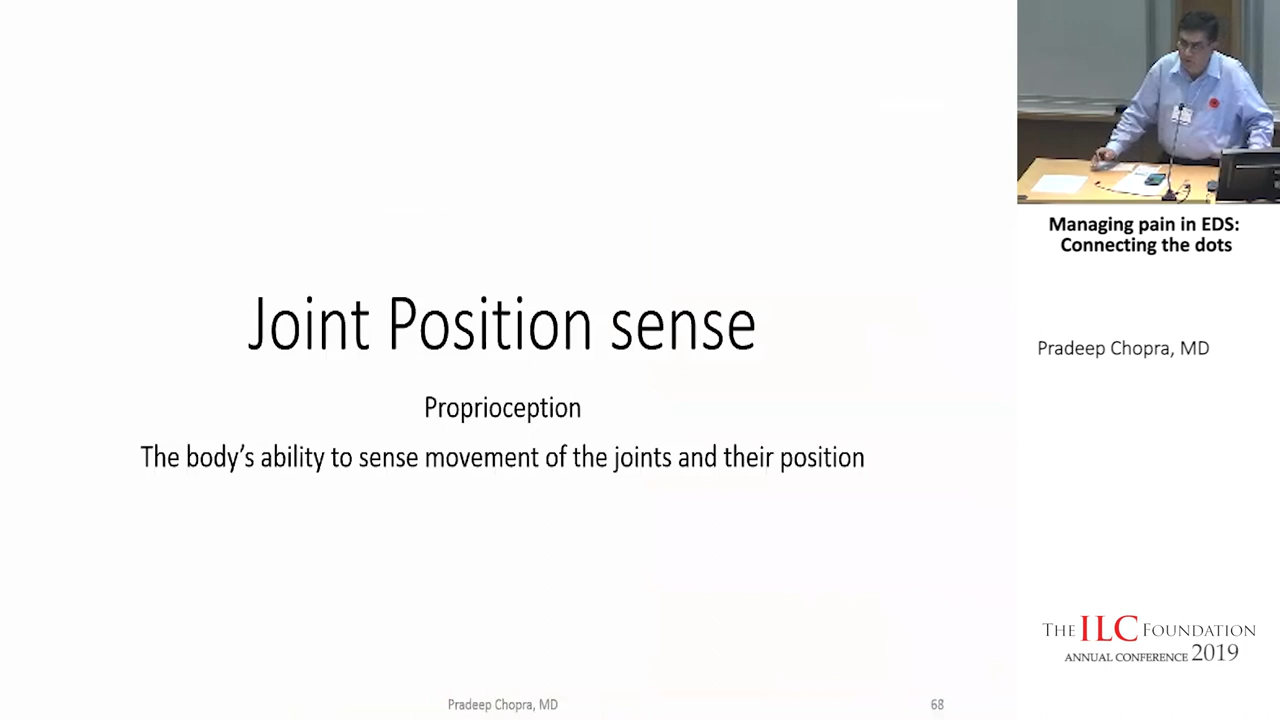 Joint Position sense
Proprioception
The body's ability to sense movement of the joints and their position
Pradeep Chopra, MD
68
Managing pain in EDS:
Connecting the dots
Pradeep Chopra, MD
THE ILC FOUNDATION
ANNUAL CONFERENCE 2019